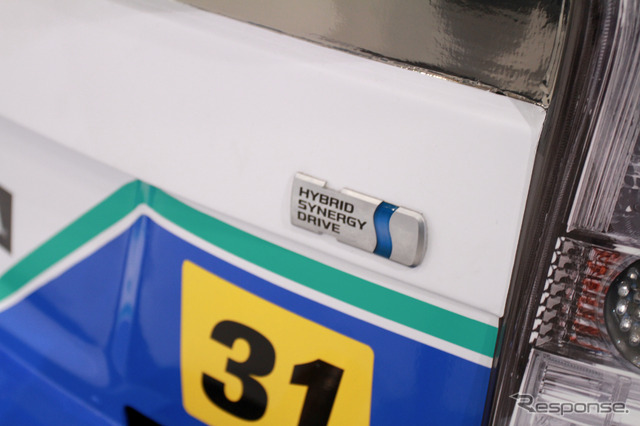 HYBRID
SYNERGY
DRIVE
31
Response.